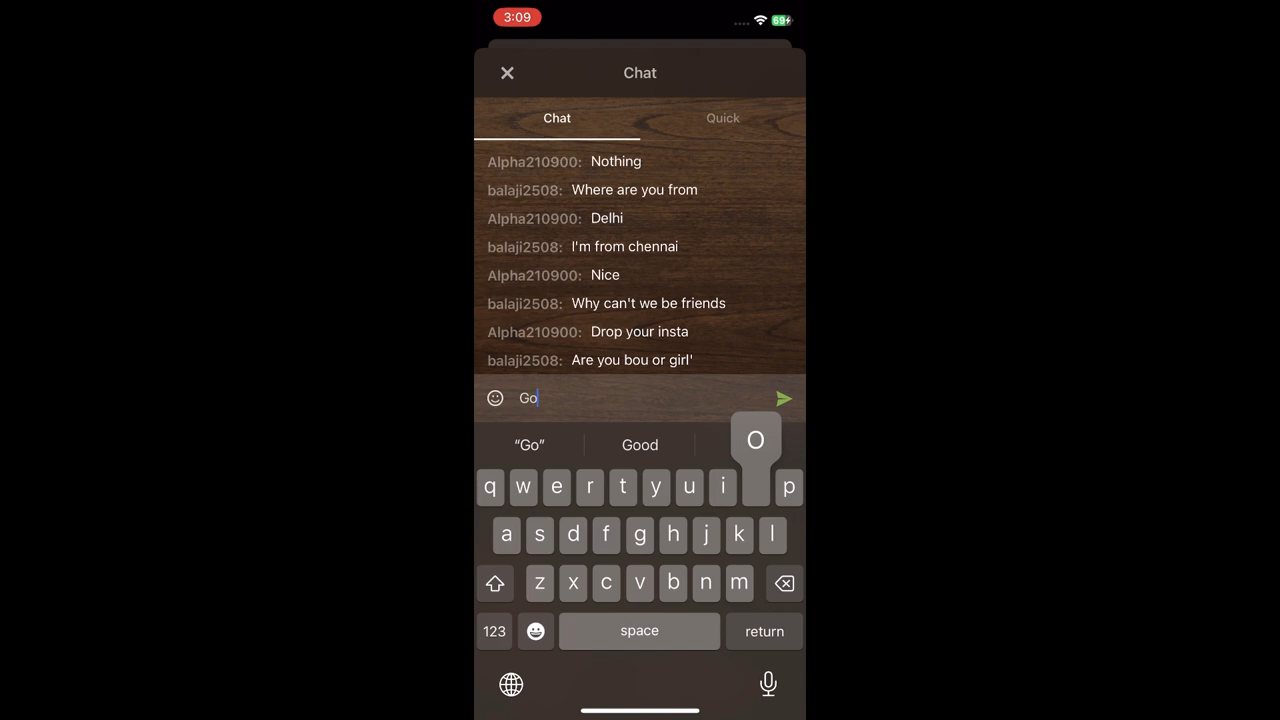 3:09
69
Chat
Chat Quick
Alpha210900: Nothing
balaji2508: Where are you from
Alpha210900: Delhi
balaji2508: I'm from chennai
Alpha210900: Nice
balaji2508: Why can't we be friends
Alpha210900: Drop your insta
balaji2508: Are you bou or girl'
Go
"Go" Good
O
q w e r t y u i p
a s d f g h j k l
z x c v b n m
123 space return